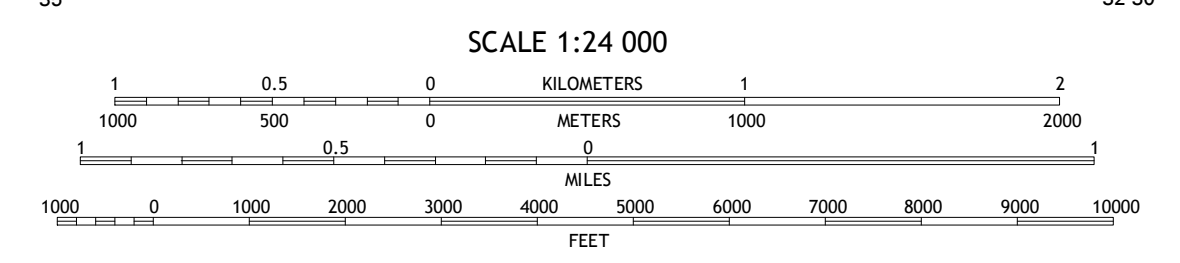 SCALE 1:24 000
1 0.5 0 KILOMETERS 1 2
1000 500 0 METERS 1000 2000
1 0.5 0 1
MILES
1000 0 1000 2000 3000 4000 5000 6000 7000 8000 9000 10000
FEET